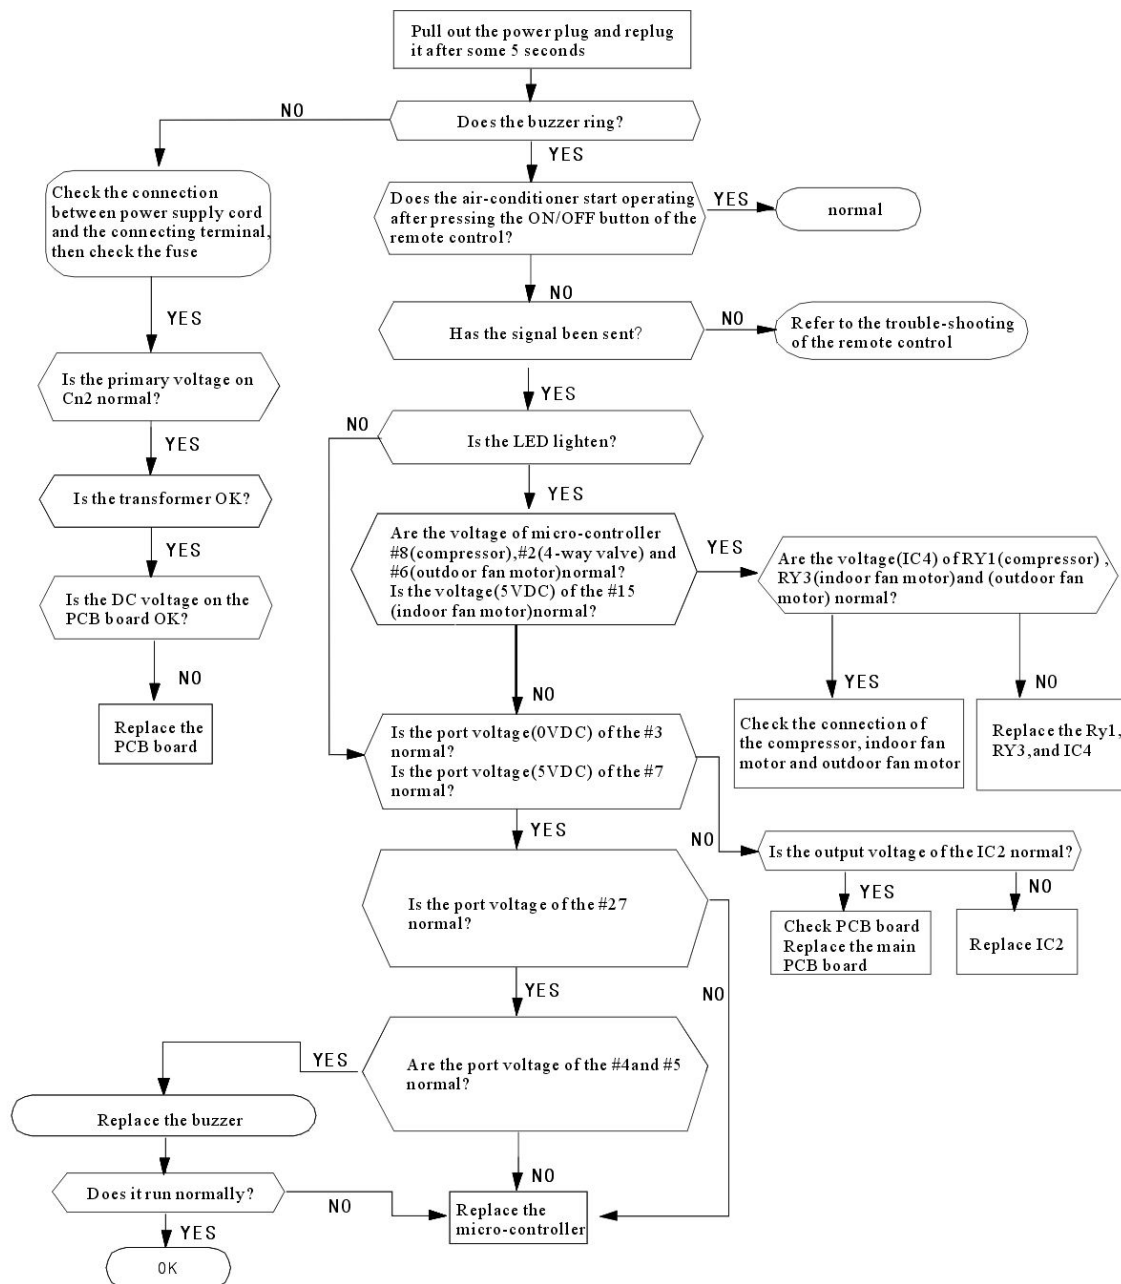 Pull out the power plug and replug
it after some 5 seconds
NO
Does the buzzer ring?
YES
Check the connection
between power supply cord
and the connecting terminal,
then check the fuse
Does the air-conditioner start operating
after pressing the ON/OFF button of the
remote control?
YES
normal
NO
YES
Has the signal been sent?
NO
Refer to the trouble-shooting
of the remote control
Is the primary voltage on
Cn2 normal?
YES
NO
Is the LED lighten?
YES
Is the transformer OK?
YES
Are the voltage of micro-controller
#8(compressor),#2(4-way valve) and
#6(outdoor fan motor)normal?
Is the voltage(5VDC) of the #15
(indoor fan motor)normal?
YES
Are the voltage(IC4) of RY1(compressor) ,
RY3(indoor fan motor)and (outdoor fan
motor) normal?
YES
Is the DC voltage on the
PCB board OK?
NO
Replace the
PCB board
NO
YES
NO
Check the connection of
the compressor, indoor fan
motor and outdoor fan motor
Replace the Ry1,
RY3,and IC4
Is the port voltage(0VDC) of the #3
normal?
Is the port voltage(5VDC) of the #7
normal?
YES
NO
Is the output voltage of the IC2 normal?
YES
NO
Check PCB board
Replace the main
PCB board
Replace IC2
Is the port voltage of the #27
normal?
YES
NO
Are the port voltage of the #4and #5
normal?
YES
Replace the buzzer
NO
Does it run normally?
NO
Replace the
micro-controller
YES
OK